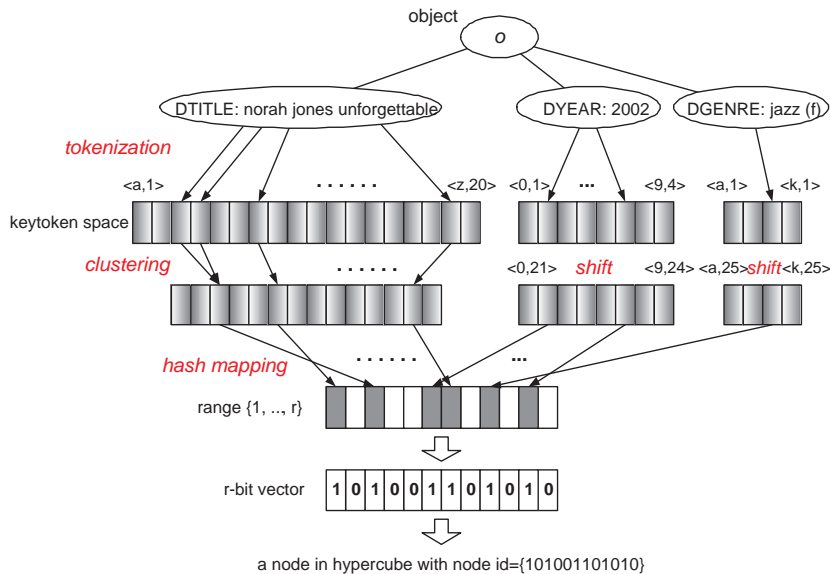 object
o
DTITLE: norah jones unforgettable
DYEAR: 2002
DGENRE: jazz (f)
tokenization
<a,1>
. . . . . .
<z,20>
<0,1>
...
<9,4>
<a,1>
<k,1>
keytoken space
clustering
. . . . . .
<0,21>
shift
<9,24>
<a,25>
shift
<k,25>
hash mapping
. . . . . .
...
range {1, .., r}
r-bit vector
1 0 1 0 0 1 1 0 1 0 1 0
a node in hypercube with node id={101001101010}